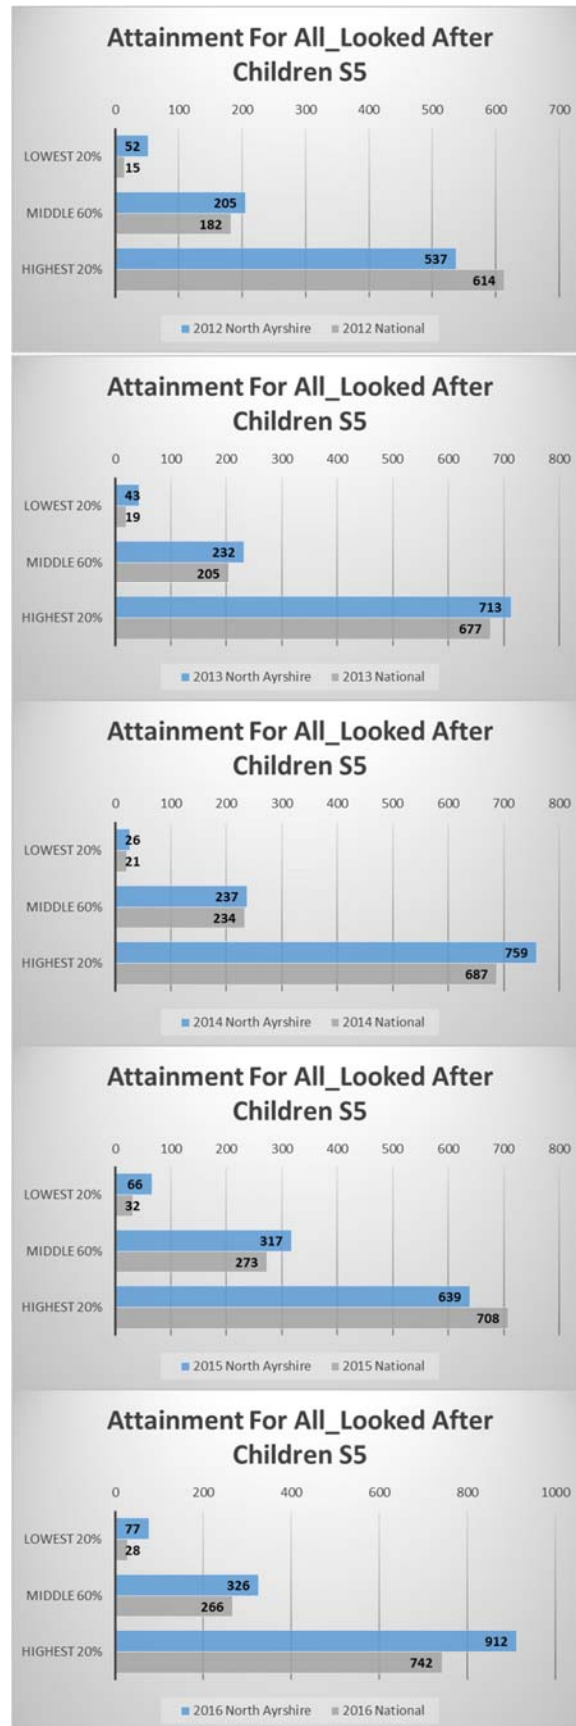 Attainment For All_Looked After
Children S5
0 100 200 300 400 500 600 700
LOWEST 20%
52
15
MIDDLE 60%
205
182
HIGHEST 20%
537
614
2012 North Ayrshire 2012 National
Attainment For All_Looked After
Children S5
0 100 200 300 400 500 600 700 800
LOWEST 20%
43
19
MIDDLE 60%
232
205
HIGHEST 20%
713
677
2013 North Ayrshire 2013 National
Attainment For All_Looked After
Children S5
0 100 200 300 400 500 600 700 800
LOWEST 20%
26
21
MIDDLE 60%
237
234
HIGHEST 20%
759
687
2014 North Ayrshire 2014 National
Attainment For All_Looked After
Children S5
0 100 200 300 400 500 600 700 800
LOWEST 20%
66
32
MIDDLE 60%
317
273
HIGHEST 20%
639
708
2015 North Ayrshire 2015 National
Attainment For All_Looked After
Children S5
0 200 400 600 800 1000
LOWEST 20%
77
28
MIDDLE 60%
326
266
HIGHEST 20%
912
742
2016 North Ayrshire 2016 National